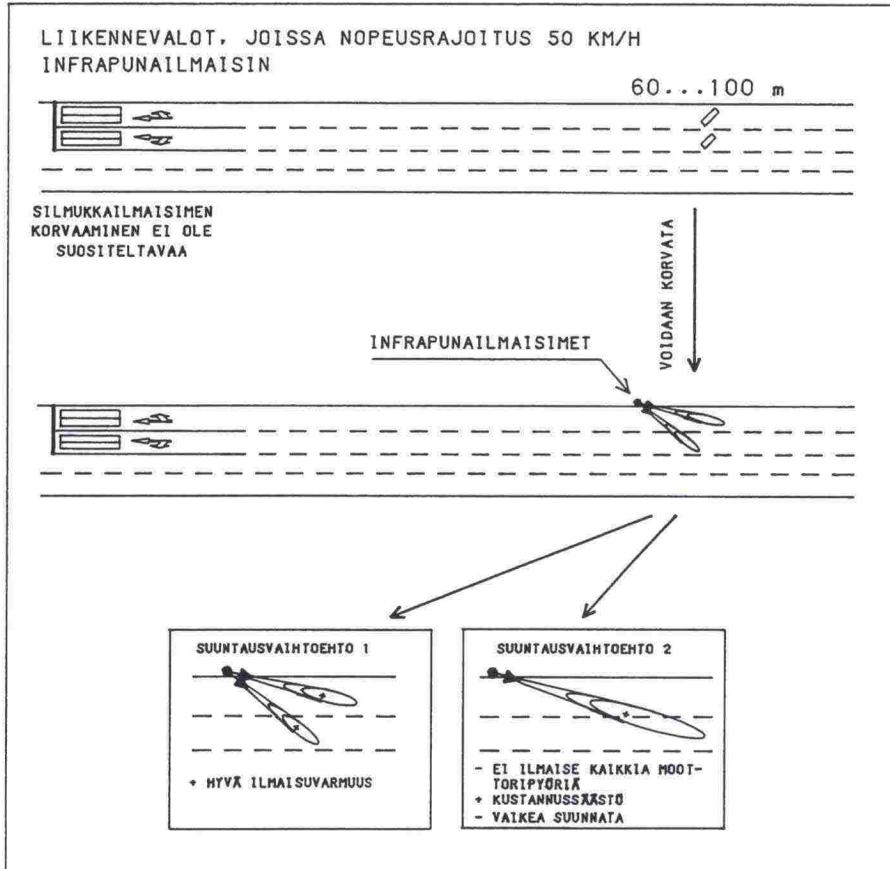 LIIKENNEVALOT, JOISSA NOPEUSRAJOITUS 50 KM/H
INFRAPUNAILMAISIN
60...100 m
SILMUKKAILMAISIMEN
KORVAAMINEN EI OLE
SUOSITELTAVAA
VOIDAAN KORVATA
INFRAPUNAILMAISIMET
SUUNTAUSVAIHTOEHTO 1
+ HYVÄ ILMAISUVARMUUS
SUUNTAUSVAIHTOEHTO 2
- EI ILMAISE KAIKKIA MOOT-
TORIPYÖRIÄ
+ KUSTANNUSSÄÄSTÖ
- VAIKEA SUUNNATA